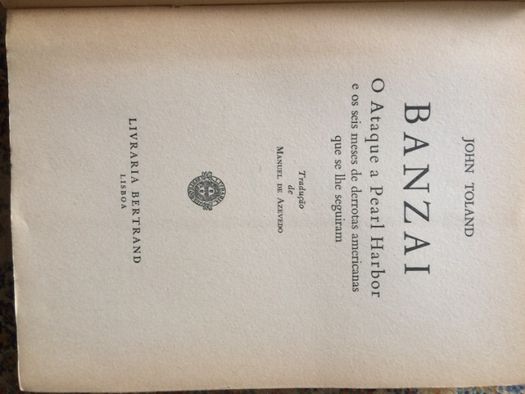 JOHN TOLAND
BANZAI
O Ataque a Pearl Harbor
e os seis meses de derrotas americanas
que se lhe seguiram
Tradução
de
MANUEL DE AZEVEDO
LIVRARIA BERTRAND
LISBOA